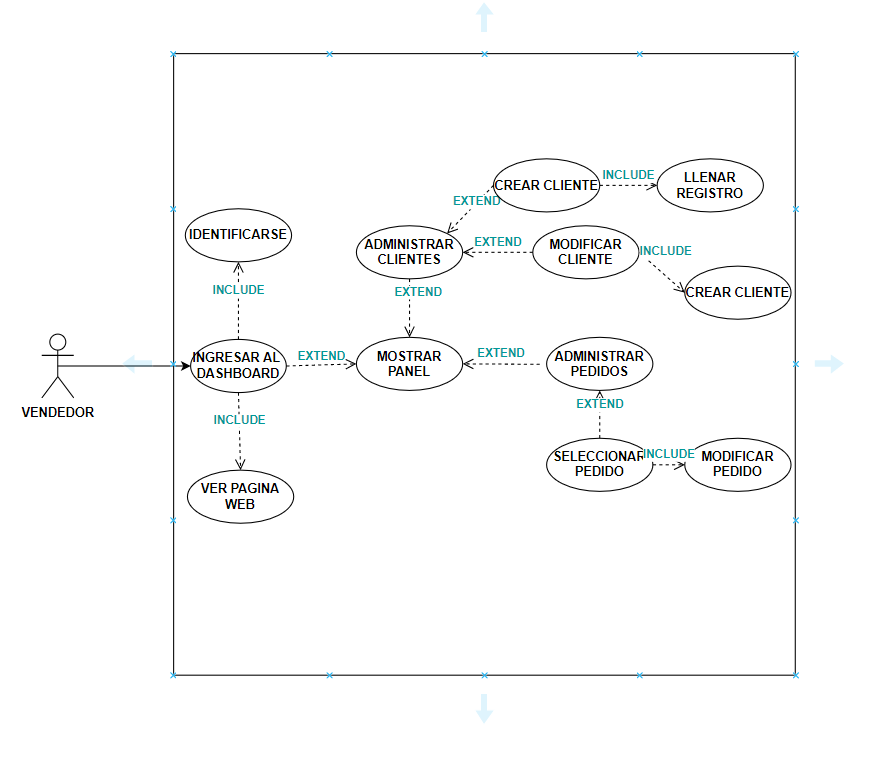 CREAR CLIENTE
INCLUDE
LLENAR
REGISTRO
EXTEND
IDENTIFICARSE
ADMINISTRAR
CLIENTES
EXTEND
MODIFICAR
CLIENTE
INCLUDE
CREAR CLIENTE
INCLUDE
EXTEND
INGRESAR AL
DASHBOARD
EXTEND
MOSTRAR
PANEL
EXTEND
ADMINISTRAR
PEDIDOS
VENDEDOR
INCLUDE
EXTEND
SELECCIONAR
PEDIDO
INCLUDE
MODIFICAR
PEDIDO
VER PAGINA
WEB